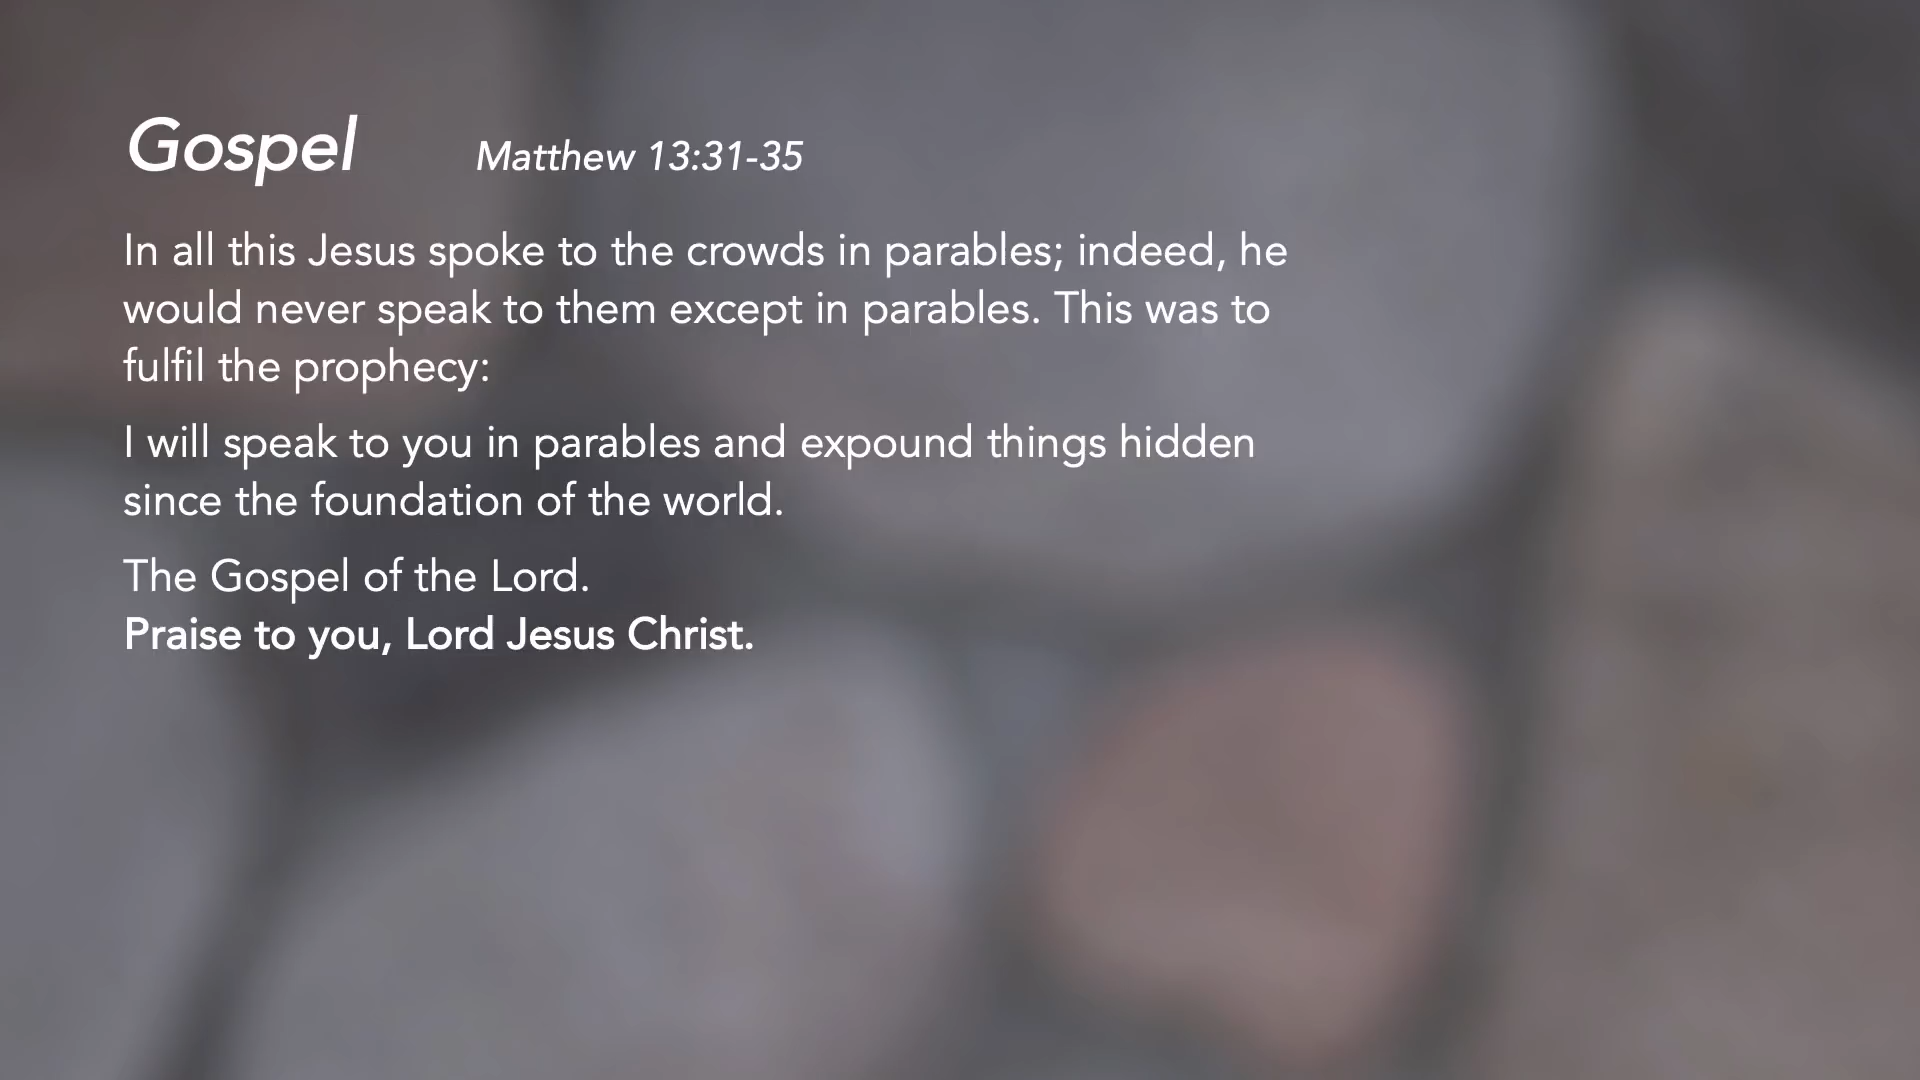 Gospel Matthew 13:31-35
In all this Jesus spoke to the crowds in parables; indeed, he
would never speak to them except in parables. This was to
fulfil the prophecy:
I will speak to you in parables and expound things hidden
since the foundation of the world.
The Gospel of the Lord.
Praise to you, Lord Jesus Christ.